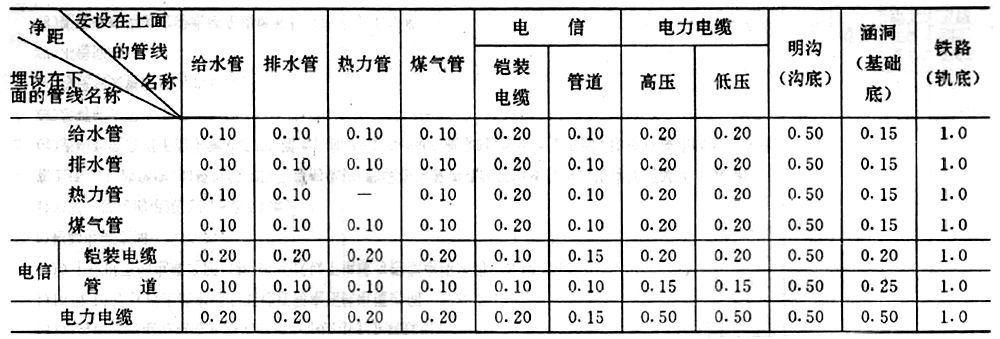 净距 安设在上面的管线名称 埋设在下面的管线名称 给水管 排水管 热力管 煤气管 电信 电力电缆 明沟（沟底） 涵洞（基础底） 铁路（轨底）
铠装电缆 管道 高压 低压
给水管 0.10 0.10 0.10 0.10 0.20 0.10 0.20 0.20 0.50 0.15 1.0
排水管 0.10 0.10 0.10 0.10 0.20 0.10 0.20 0.20 0.50 0.15 1.0
热力管 0.10 0.10 — 0.10 0.20 0.10 0.20 0.20 0.50 0.15 1.0
煤气管 0.10 0.10 0.10 0.10 0.20 0.10 0.20 0.20 0.50 0.15 1.0
电信 铠装电缆 0.20 0.20 0.20 0.20 0.10 0.15 0.20 0.20 0.50 0.20 1.0
管道 0.10 0.10 0.10 0.10 0.10 0.10 0.15 0.15 0.50 0.25 1.0
电力电缆 0.20 0.20 0.20 0.20 0.20 0.15 0.50 0.50 0.50 0.50 1.0